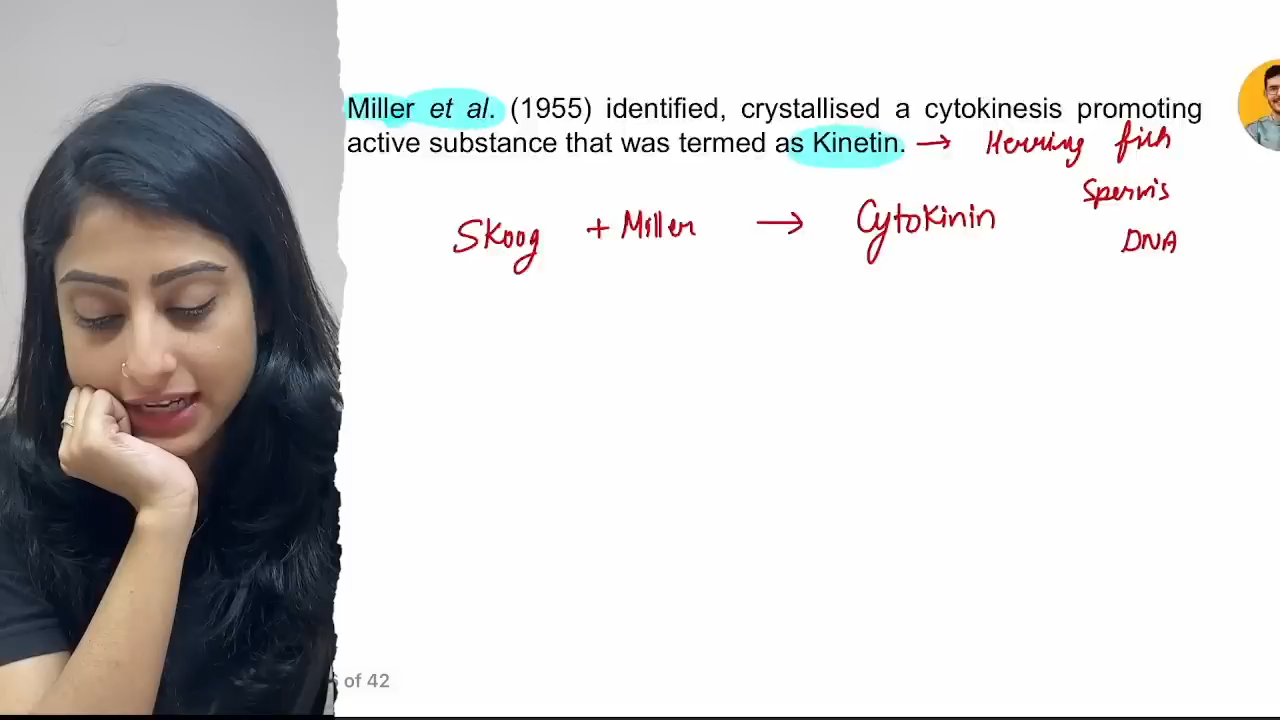 Miller et al. (1955) identified, crystallised a cytokinesis promoting
active substance that was termed as Kinetin. → Herring fish
Sperm's
Skoog + Miller → Cytokinin
DNA
of 42